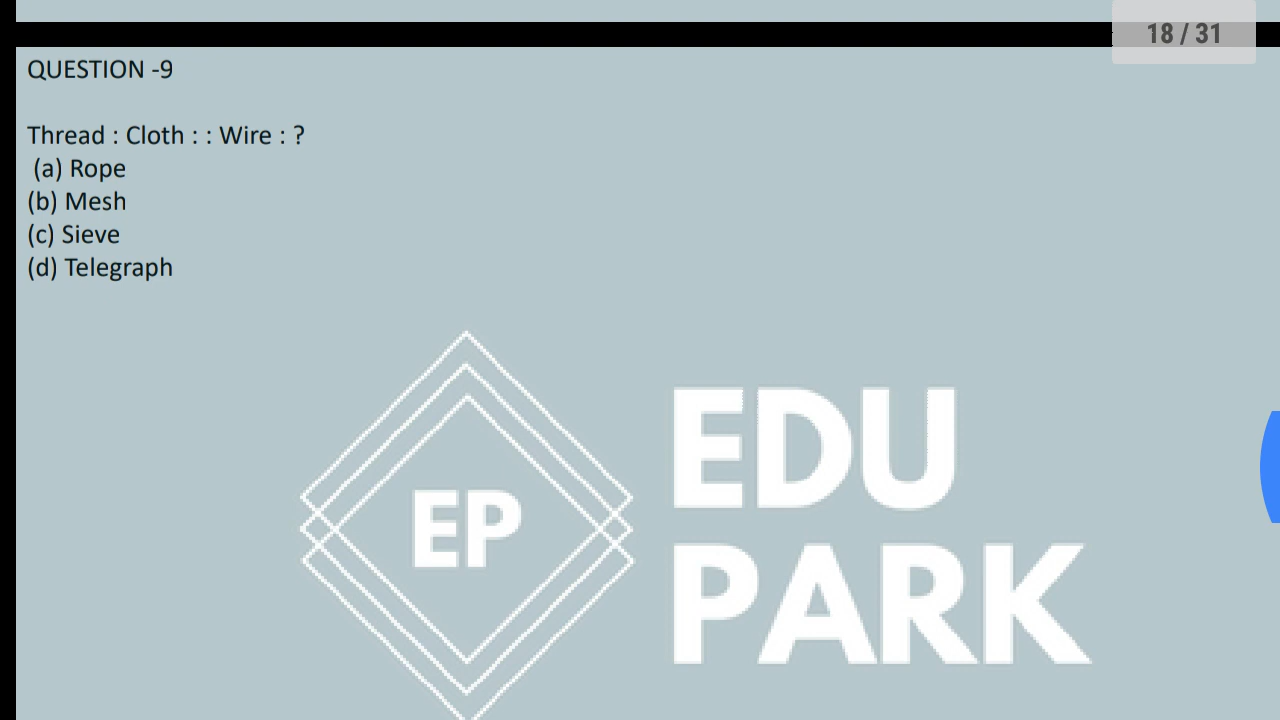 18 / 31
QUESTION -9
Thread : Cloth : : Wire : ?
(a) Rope
(b) Mesh
(c) Sieve
(d) Telegraph
EP
EDU
PARK